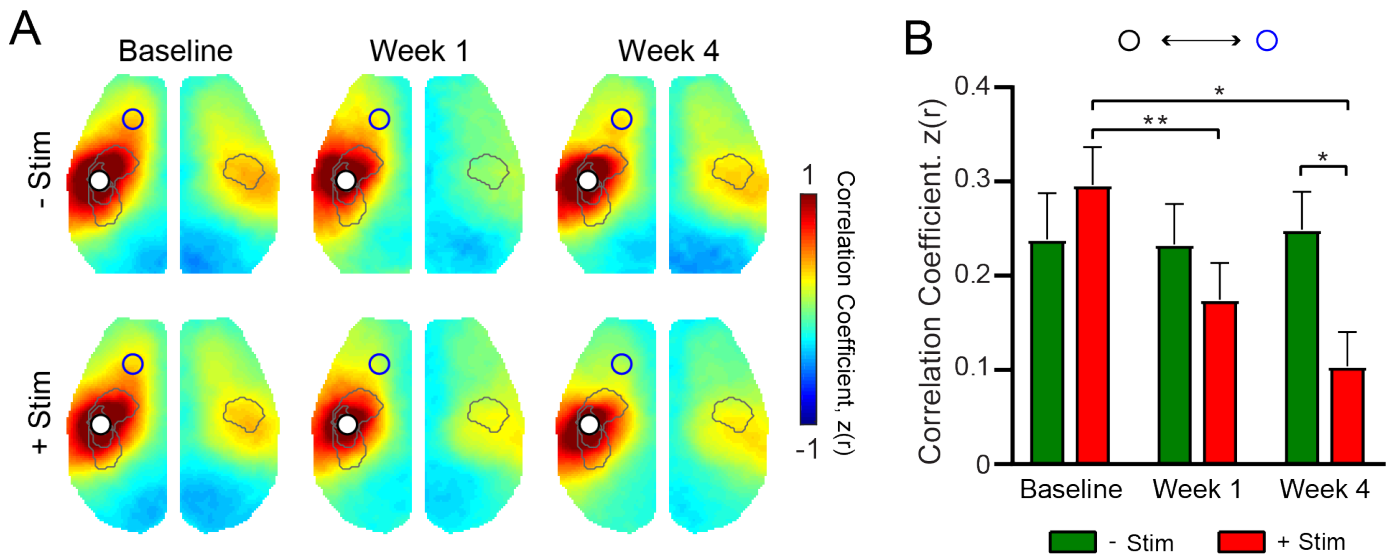 A
Baseline
Week 1
Week 4
- Stim
+ Stim
1
Correlation Coefficient, z(r)
-1
B
Correlation Coefficient. z(r)
0.4
0.3
0.2
0.1
0
*
**
*
Baseline
Week 1
Week 4
- Stim
+ Stim